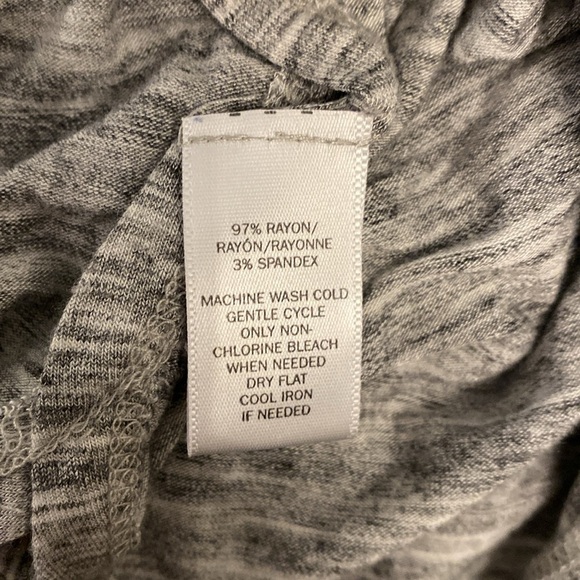 97% RAYON/
RAYÓN/RAYONNE
3% SPANDEX
MACHINE WASH COLD
GENTLE CYCLE
ONLY NON-
CHLORINE BLEACH
WHEN NEEDED
DRY FLAT
COOL IRON
IF NEEDED